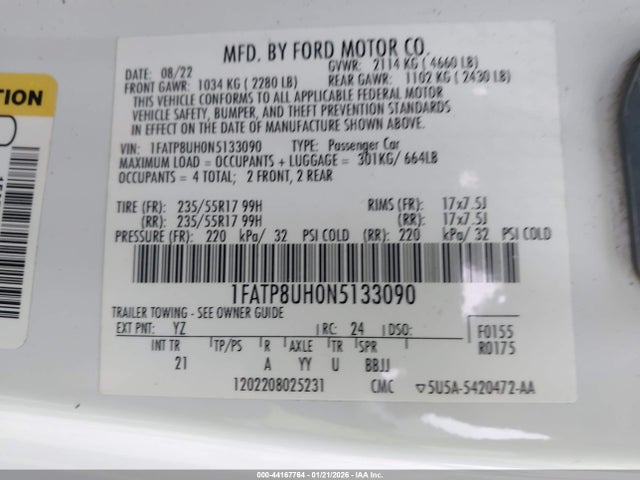 MFD. BY FORD MOTOR CO.
DATE: 08/22 GVWR: 2114 KG ( 4660 LB)
FRONT GAWR: 1034 KG ( 2280 LB) REAR GAWR: 1102 KG ( 2430 LB)
THIS VEHICLE CONFORMS TO ALL APPLICABLE FEDERAL MOTOR
VEHICLE SAFETY, BUMPER, AND THEFT PREVENTION STANDARDS
IN EFFECT ON THE DATE OF MANUFACTURE SHOWN ABOVE.
VIN: 1FATP8UH0N5133090 TYPE: Passenger Car
MAXIMUM LOAD = OCCUPANTS + LUGGAGE = 301KG/ 664LB
OCCUPANTS = 4 TOTAL; 2 FRONT, 2 REAR
TIRE (FR): 235/55R17 99H RIMS (FR): 17x7.5J
(RR): 235/55R17 99H (RR): 17x7.5J
PRESSURE (FR): 220 kPa/ 32 PSI COLD (RR): 220 kPa/ 32 PSI COLD
1FATP8UH0N5133090
TRAILER TOWING - SEE OWNER GUIDE
EXT PNT: YZ RC: 24 DSO: F0155
INT TR TP/PS R AXLE TR SPR R0175
21 A YY U BBJJ
1202208025231 CMC 5U5A-5420472-AA
000-44167764 - 01/21/2026 - IAA Inc.